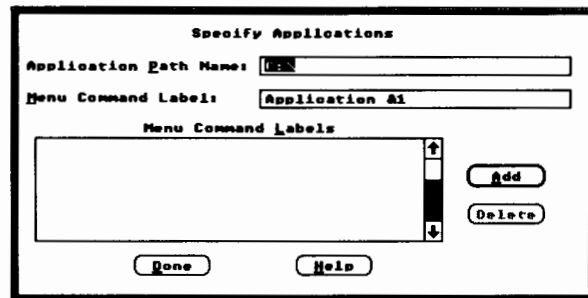 Specify Applications
Application Path Name: C:\
Menu Command Label: Application &1
Menu Command Labels
Add
Delete
Done
Help